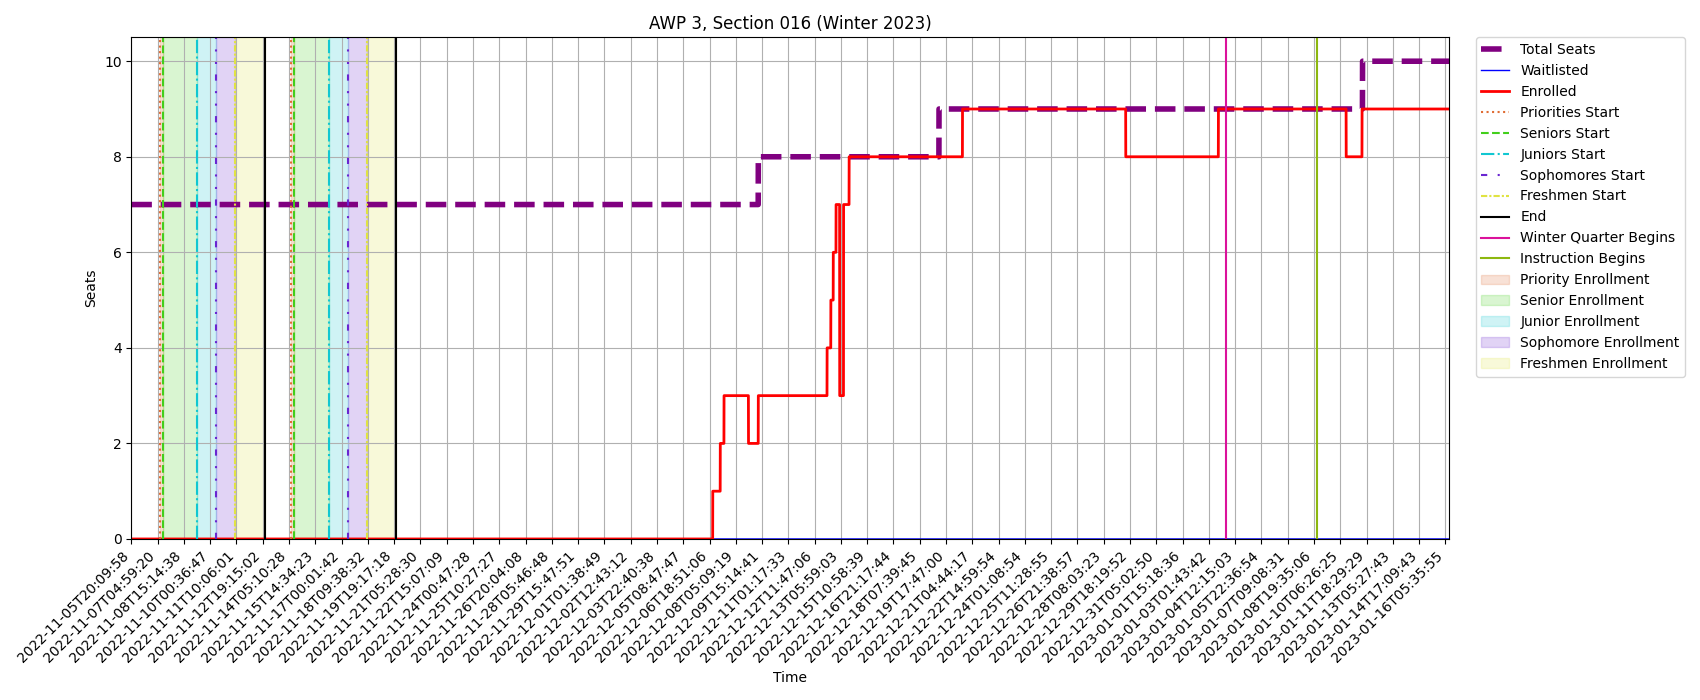 AWP 3, Section 016 (Winter 2023)
10
8
6
4
2
0
Seats
2022-11-05T20:09:58
2022-11-07T04:59:20
2022-11-08T15:14:38
2022-11-10T00:36:47
2022-11-11T10:06:01
2022-11-12T19:15:02
2022-11-14T05:10:28
2022-11-15T14:34:23
2022-11-17T00:01:42
2022-11-18T09:38:32
2022-11-19T19:17:18
2022-11-21T05:28:30
2022-11-22T15:07:09
2022-11-24T00:47:28
2022-11-25T10:27:27
2022-11-26T20:04:08
2022-11-28T05:46:48
2022-11-29T15:47:51
2022-12-01T01:38:49
2022-12-02T12:43:12
2022-12-03T22:40:38
2022-12-05T08:47:47
2022-12-06T18:51:06
2022-12-08T05:09:19
2022-12-09T15:14:41
2022-12-11T01:17:33
2022-12-12T11:47:06
2022-12-13T15:59:03
2022-12-15T10:58:39
2022-12-16T21:17:44
2022-12-18T07:39:45
2022-12-19T17:47:00
2022-12-21T04:44:17
2022-12-22T14:59:54
2022-12-24T01:08:54
2022-12-25T11:28:55
2022-12-26T21:38:57
2022-12-28T08:03:23
2022-12-29T18:19:52
2022-12-31T05:02:50
2023-01-01T15:18:36
2023-01-03T01:43:42
2023-01-04T12:15:03
2023-01-05T22:36:54
2023-01-07T09:08:31
2023-01-08T19:35:06
2023-01-10T06:26:25
2023-01-11T18:29:29
2023-01-13T05:27:43
2023-01-14T17:09:43
2023-01-16T05:35:55
Time
Total Seats
Waitlisted
Enrolled
Priorities Start
Seniors Start
Juniors Start
Sophomores Start
Freshmen Start
End
Winter Quarter Begins
Instruction Begins
Priority Enrollment
Senior Enrollment
Junior Enrollment
Sophomore Enrollment
Freshmen Enrollment